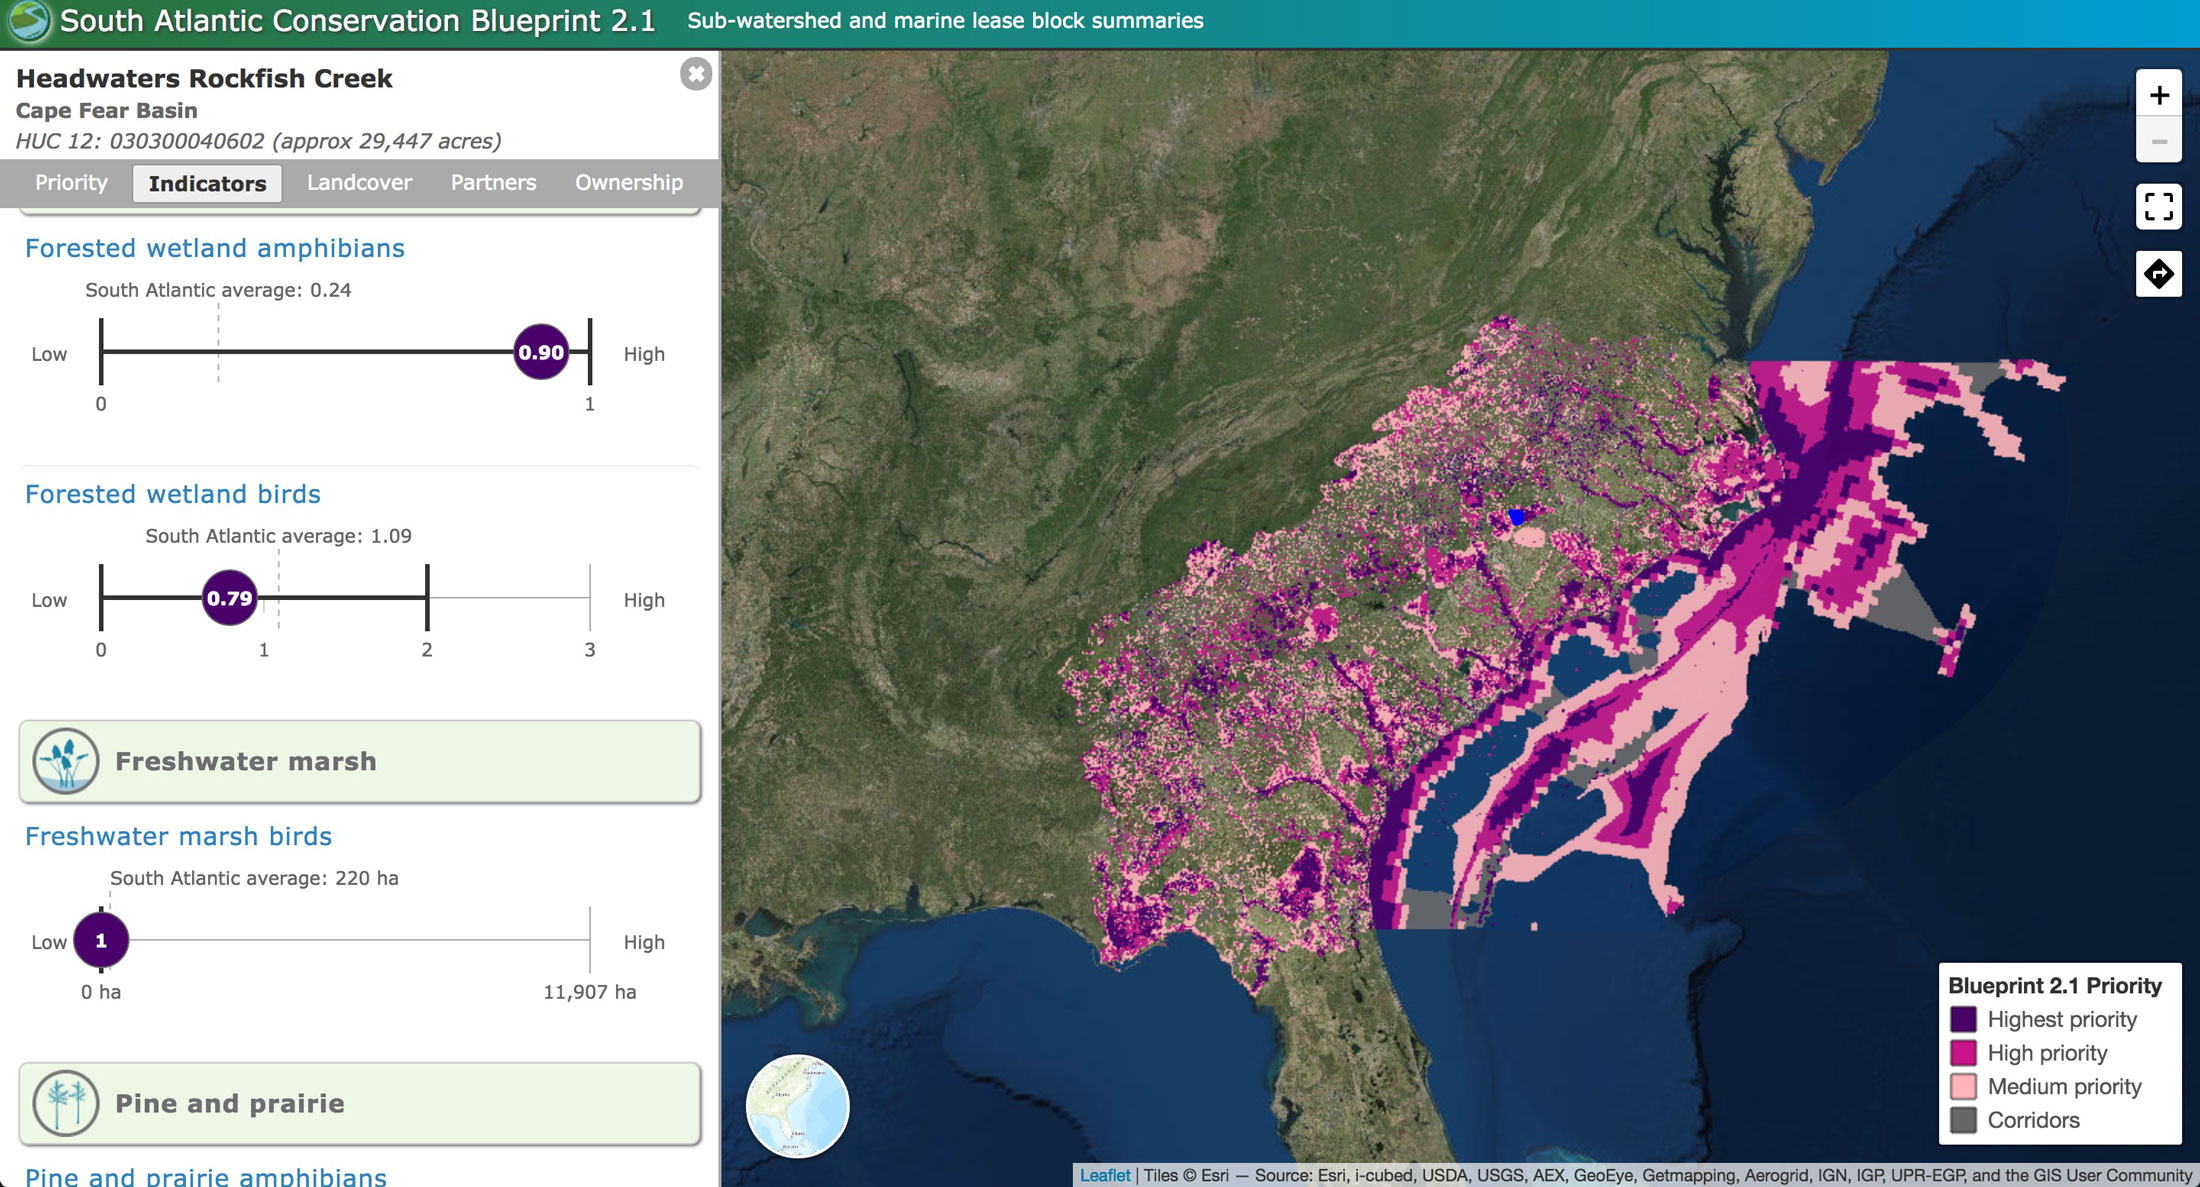 South Atlantic Conservation Blueprint 2.1 Sub-watershed and marine lease block summaries
Headwaters Rockfish Creek
Cape Fear Basin
HUC 12: 030300040602 (approx 29,447 acres)
Priority Indicators Landcover Partners Ownership
Forested wetland amphibians
South Atlantic average: 0.24
Low 0.90 High
0 1
Forested wetland birds
South Atlantic average: 1.09
Low 0.79 High
0 1 2 3
Freshwater marsh
Freshwater marsh birds
South Atlantic average: 220 ha
Low 1 High
0 ha 11,907 ha
Pine and prairie
Pine and prairie amphibians
+
−
Blueprint 2.1 Priority
Highest priority
High priority
Medium priority
Corridors
Leaflet | Tiles © Esri — Source: Esri, i-cubed, USDA, USGS, AEX, GeoEye, Getmapping, Aerogrid, IGN, IGP, UPR-EGP, and the GIS User Community